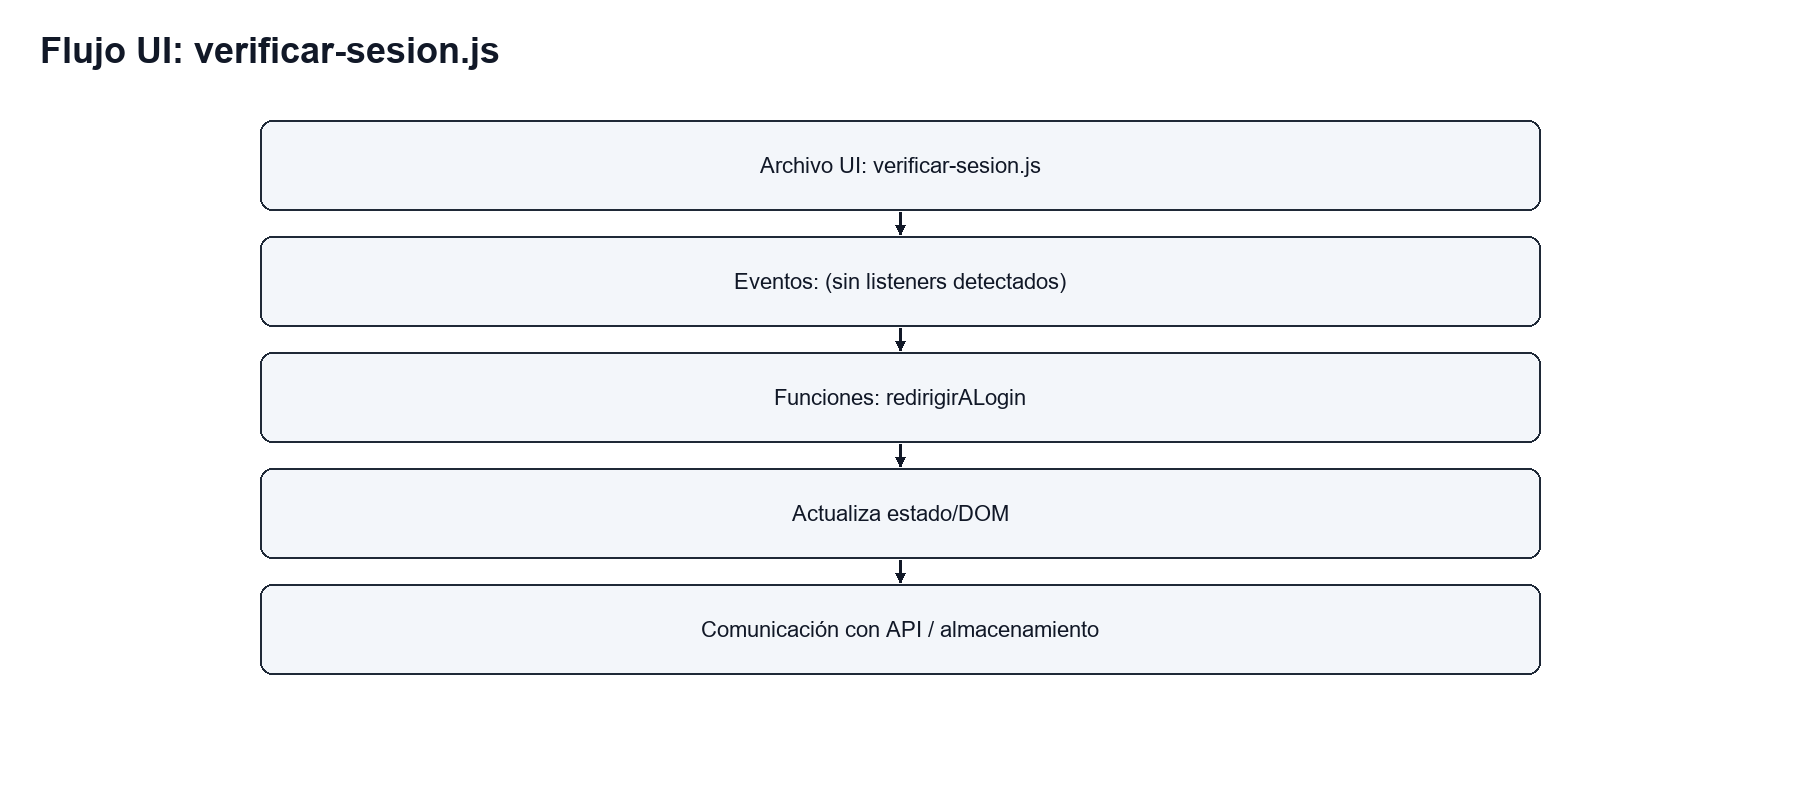 Flujo UI: verificar-sesion.js
Archivo UI: verificar-sesion.js
Eventos: (sin listeners detectados)
Funciones: redirigirALogin
Actualiza estado/DOM
Comunicación con API / almacenamiento